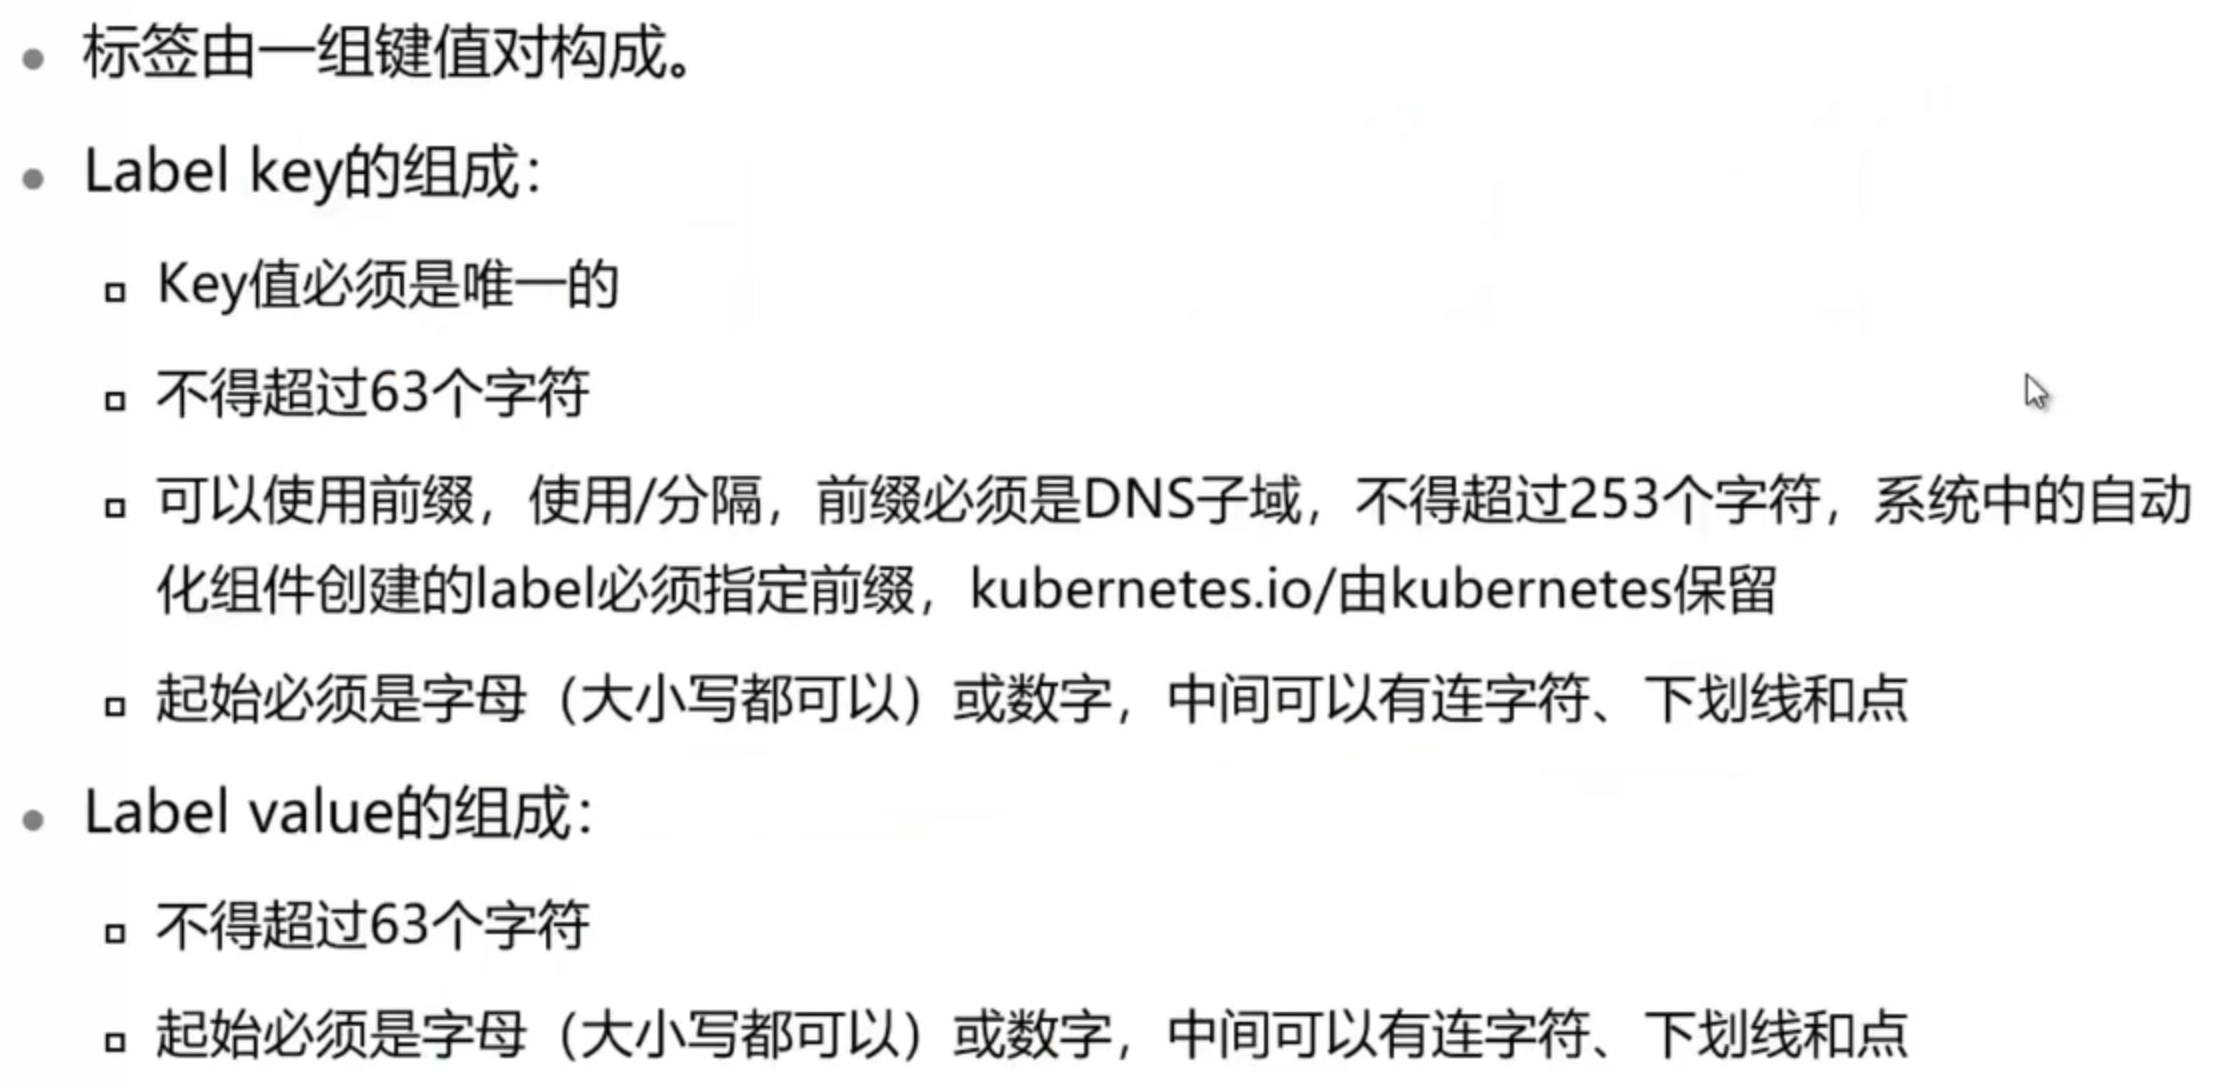 标签由一组键值对构成。
Label key的组成：
Key值必须是唯一的
不得超过63个字符
可以使用前缀，使用/分隔，前缀必须是DNS子域，不得超过253个字符，系统中的自动
化组件创建的label必须指定前缀，kubernetes.io/由kubernetes保留
起始必须是字母（大小写都可以）或数字，中间可以有连字符、下划线和点
Label value的组成：
不得超过63个字符
起始必须是字母（大小写都可以）或数字，中间可以有连字符、下划线和点